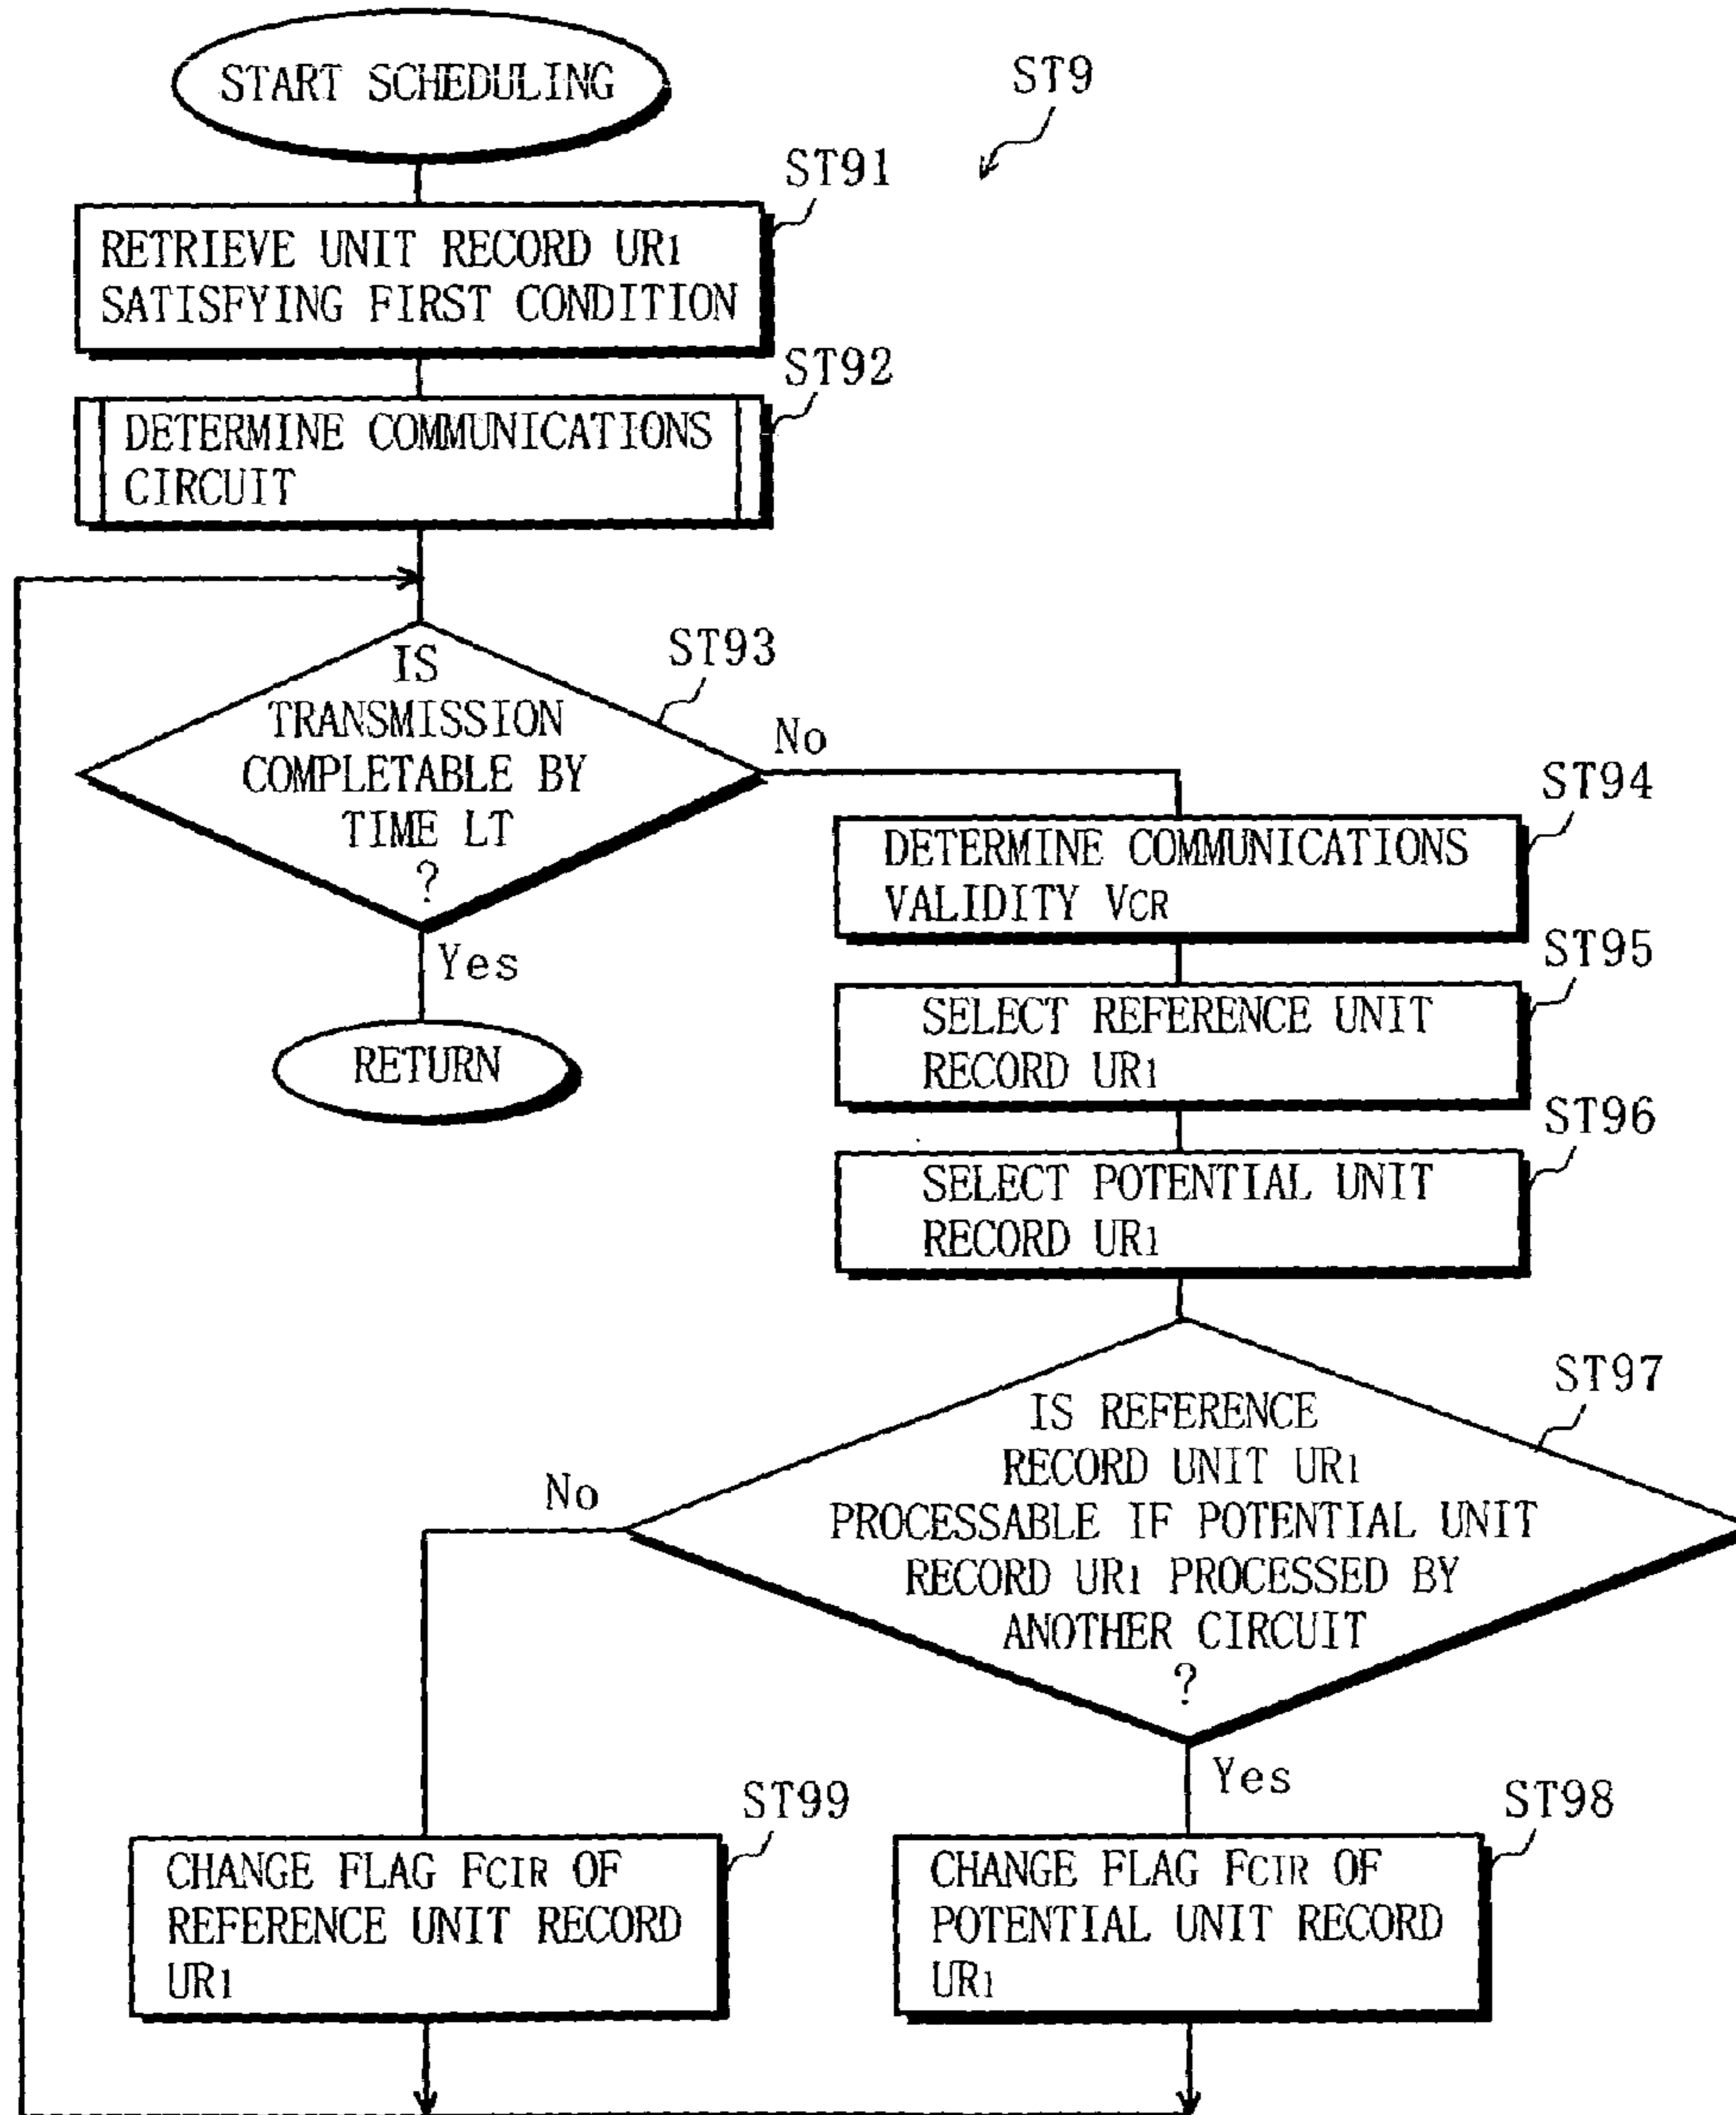 START SCHEDULING
ST9
ST91
RETRIEVE UNIT RECORD UR1
SATISFYING FIRST CONDITION
ST92
DETERMINE COMMUNICATIONS
CIRCUIT
ST93
IS
TRANSMISSION
COMPLETABLE BY
TIME LT
?
No
Yes
RETURN
ST94
DETERMINE COMMUNICATIONS
VALIDITY VCR
ST95
SELECT REFERENCE UNIT
RECORD UR1
ST96
SELECT POTENTIAL UNIT
RECORD UR1
ST97
IS REFERENCE
RECORD UNIT UR1
PROCESSABLE IF POTENTIAL UNIT
RECORD UR1 PROCESSED BY
ANOTHER CIRCUIT
?
No
Yes
ST99
CHANGE FLAG FCIR OF
REFERENCE UNIT RECORD
UR1
ST98
CHANGE FLAG FCIR OF
POTENTIAL UNIT RECORD
UR1